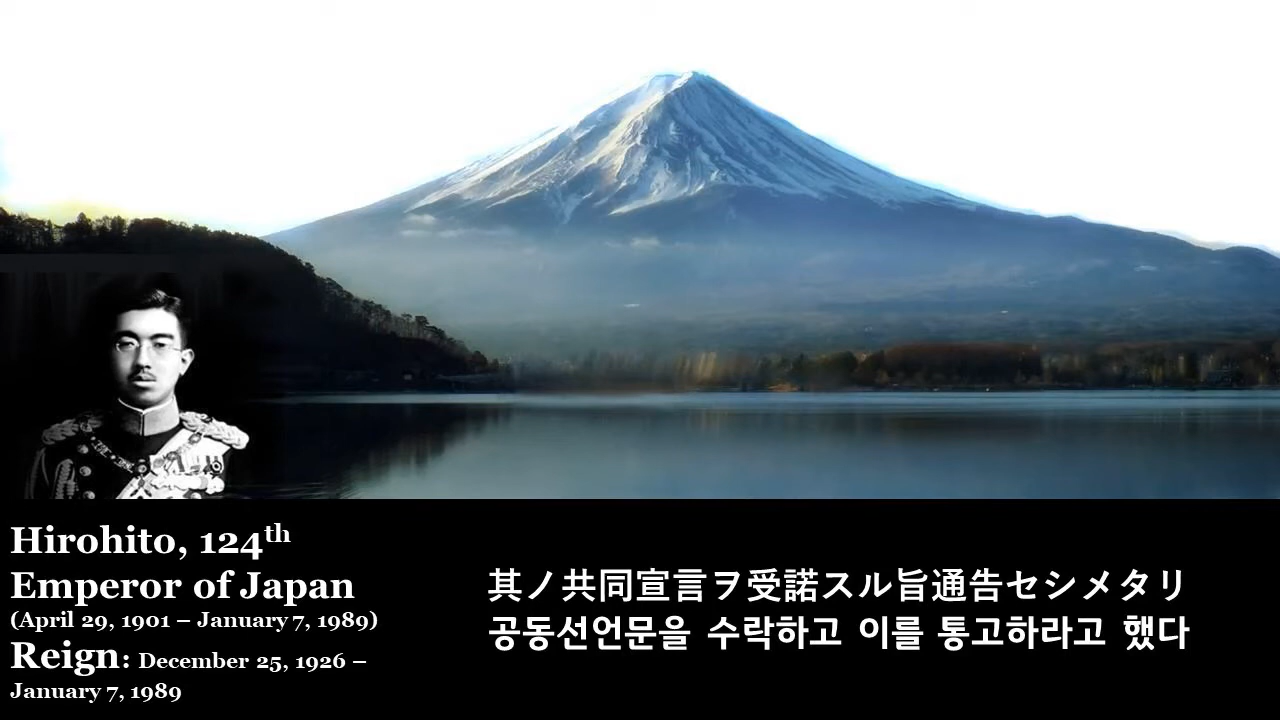 Hirohito, 124th
Emperor of Japan
(April 29, 1901 – January 7, 1989)
Reign: December 25, 1926 –
January 7, 1989
其ノ共同宣言ヲ受諾スル旨通告セシメタリ
공동선언문을 수락하고 이를 통고하라고 했다